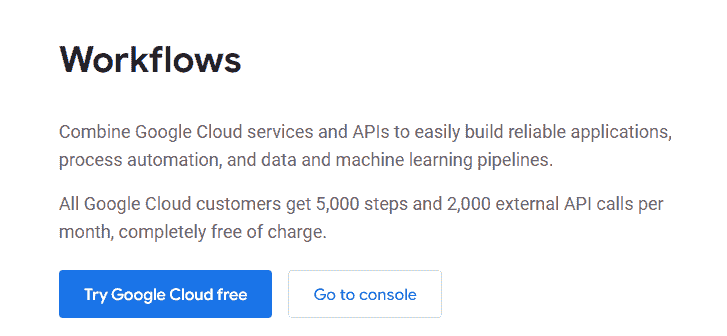 Workflows
Combine Google Cloud services and APIs to easily build reliable applications,
process automation, and data and machine learning pipelines.
All Google Cloud customers get 5,000 steps and 2,000 external API calls per
month, completely free of charge.
Try Google Cloud free
Go to console